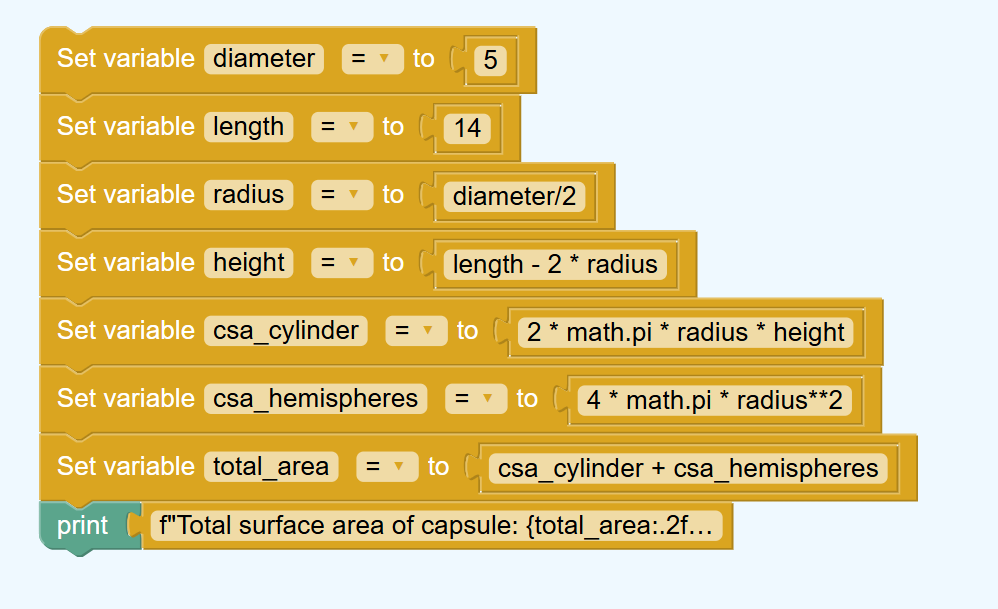 Set variable diameter = to 5
Set variable length = to 14
Set variable radius = to diameter/2
Set variable height = to length - 2 * radius
Set variable csa_cylinder = to 2 * math.pi * radius * height
Set variable csa_hemispheres = to 4 * math.pi * radius**2
Set variable total_area = to csa_cylinder + csa_hemispheres
print f"Total surface area of capsule: {total_area:.2f...